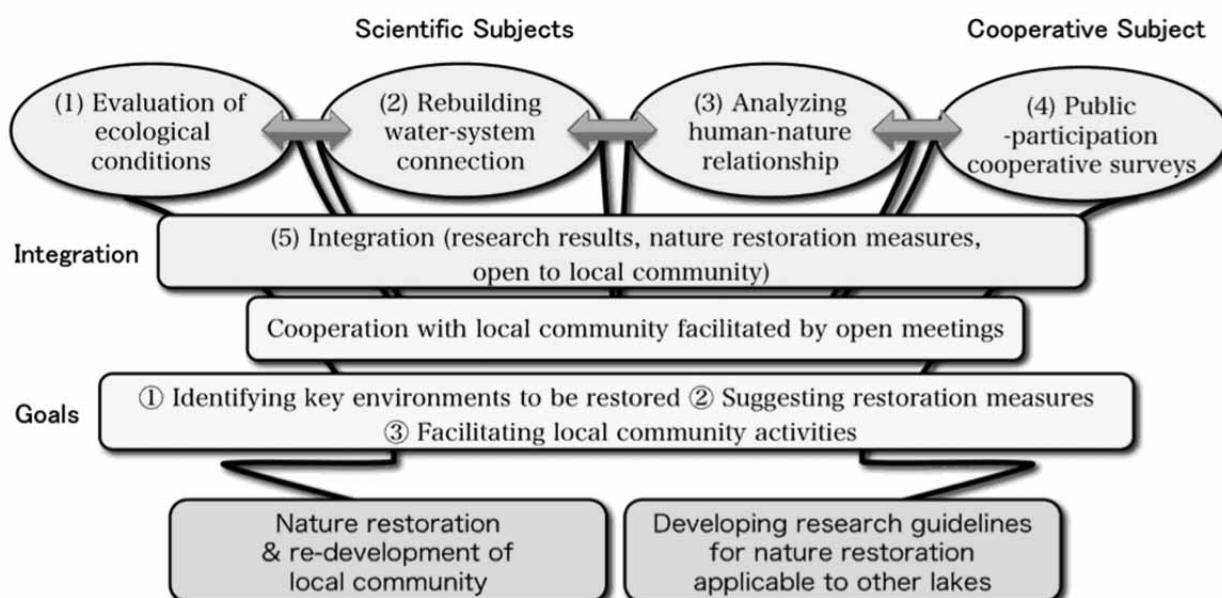 Scientific Subjects
Cooperative Subject
(1) Evaluation of
ecological
conditions
(2) Rebuilding
water-system
connection
(3) Analyzing
human-nature
relationship
(4) Public
-participation
cooperative surveys
Integration
(5) Integration (research results, nature restoration measures,
open to local community)
Cooperation with local community facilitated by open meetings
Goals
① Identifying key environments to be restored ② Suggesting restoration measures
③ Facilitating local community activities
Nature restoration
& re-development of
local community
Developing research guidelines
for nature restoration
applicable to other lakes